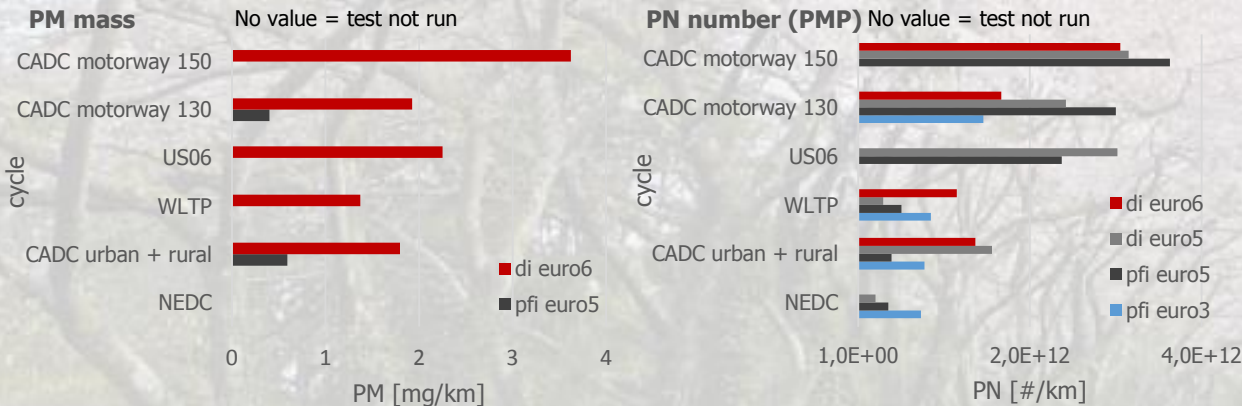 PM mass
No value = test not run
CADC motorway 150
CADC motorway 130
US06
WLTP
CADC urban + rural
NEDC
cycle
di euro6
pfi euro5
0 1 2 3 4
PM [mg/km]
PN number (PMP)
No value = test not run
CADC motorway 150
CADC motorway 130
US06
WLTP
CADC urban + rural
NEDC
cycle
di euro6
di euro5
pfi euro5
pfi euro3
1,0E+00 2,0E+12 4,0E+12
PN [#/km]